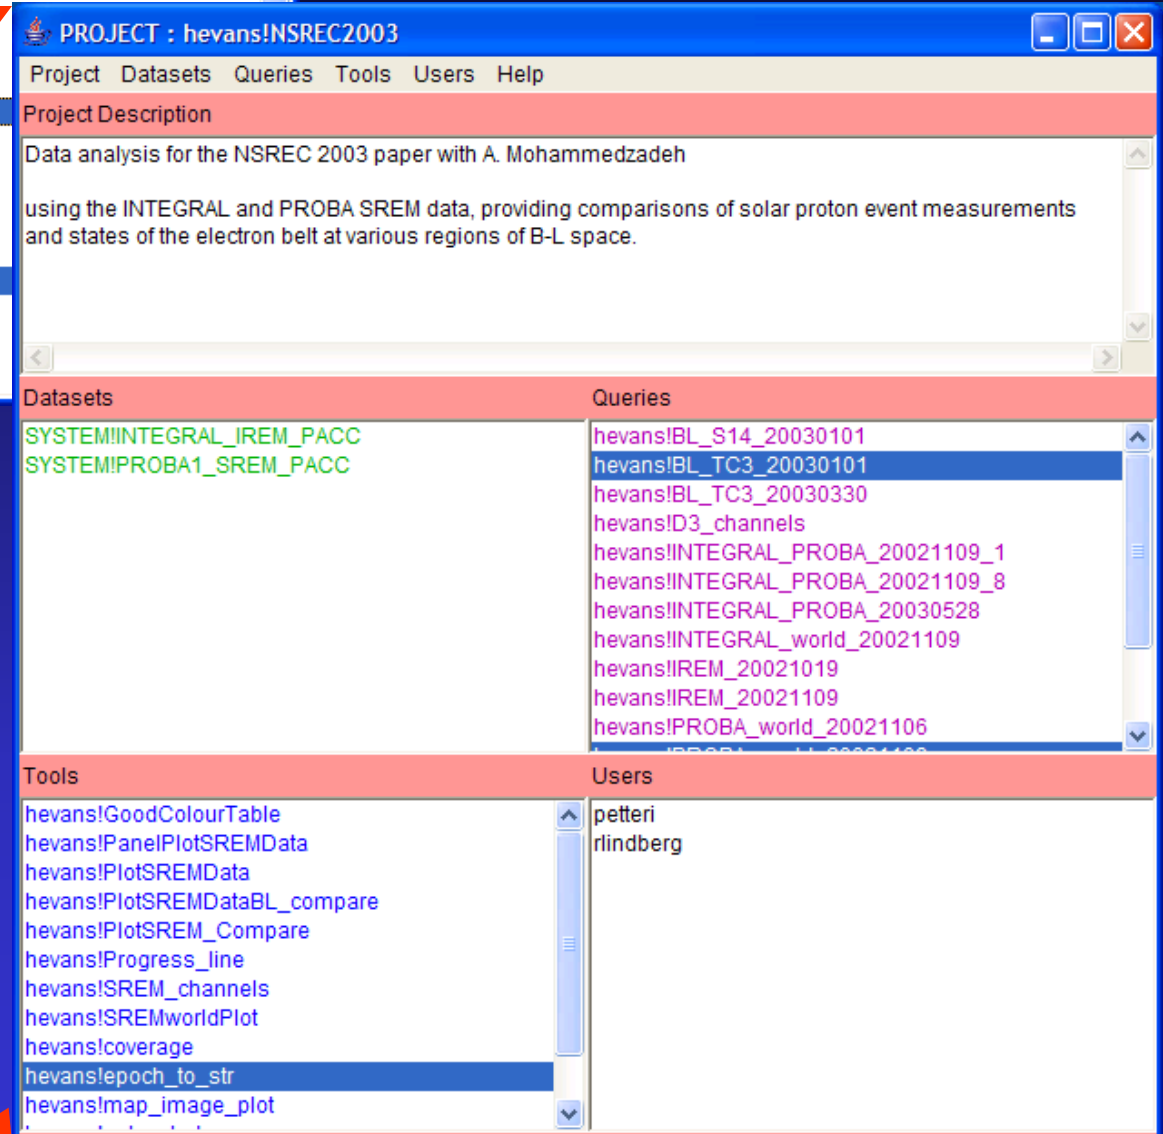 PROJECT : hevans!NSREC2003
Project Datasets Queries Tools Users Help
Project Description
Data analysis for the NSREC 2003 paper with A. Mohammedzadeh
using the INTEGRAL and PROBA SREM data, providing comparisons of solar proton event measurements
and states of the electron belt at various regions of B-L space.
Datasets
SYSTEM!INTEGRAL_IREM_PACC
SYSTEM!PROBA1_SREM_PACC
Queries
hevans!BL_S14_20030101
hevans!BL_TC3_20030101
hevans!BL_TC3_20030330
hevans!D3_channels
hevans!INTEGRAL_PROBA_20021109_1
hevans!INTEGRAL_PROBA_20021109_8
hevans!INTEGRAL_PROBA_20030528
hevans!INTEGRAL_world_20021109
hevans!IREM_20021019
hevans!IREM_20021109
hevans!PROBA_world_20021106
Tools
hevans!GoodColourTable
hevans!PanelPlotSREMData
hevans!PlotSREMData
hevans!PlotSREMDataBL_compare
hevans!PlotSREM_Compare
hevans!Progress_line
hevans!SREM_channels
hevans!SREMworldPlot
hevans!coverage
hevans!epoch_to_str
hevans!map_image_plot
Users
petteri
rlindberg